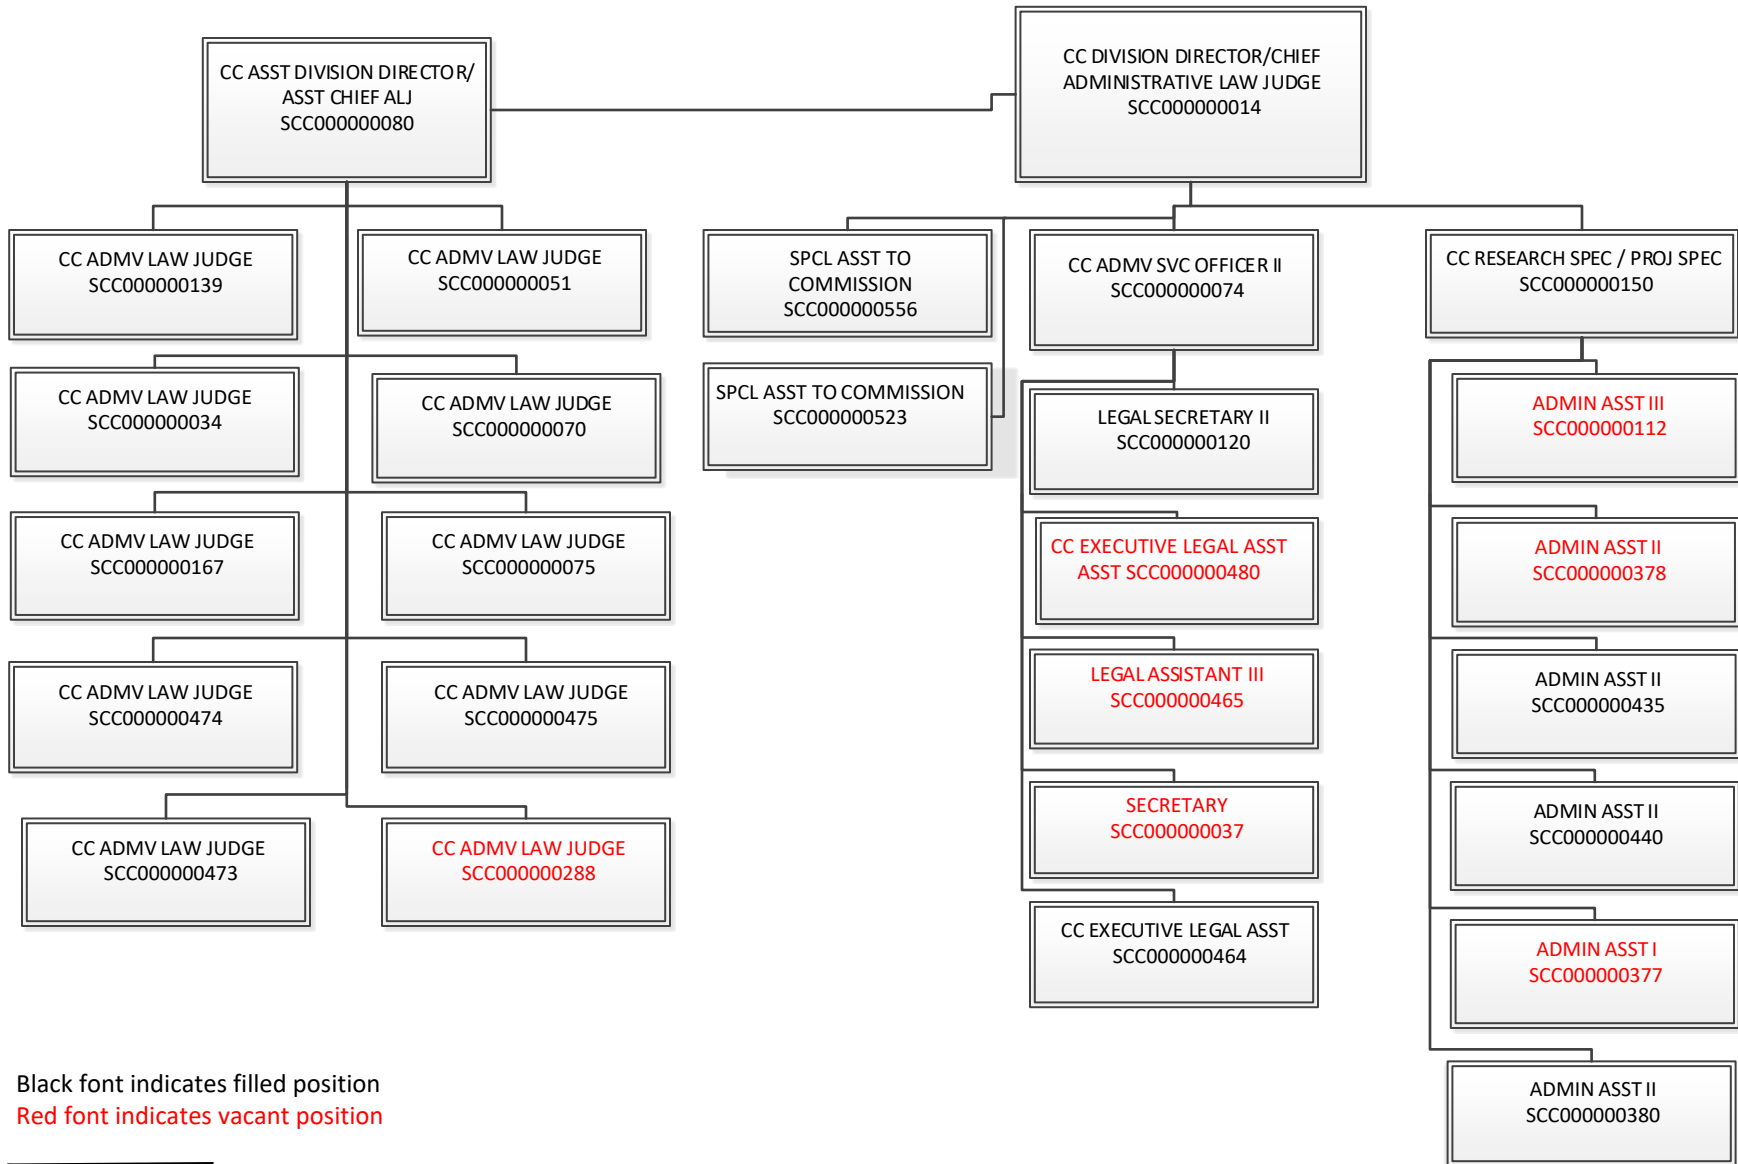 CC ASST DIVISION DIRECTOR/
ASST CHIEF ALJ
SCC000000080
CC DIVISION DIRECTOR/CHIEF
ADMINISTRATIVE LAW JUDGE
SCC000000014
CC ADMV LAW JUDGE
SCC000000139
CC ADMV LAW JUDGE
SCC000000051
CC ADMV LAW JUDGE
SCC000000034
CC ADMV LAW JUDGE
SCC000000070
CC ADMV LAW JUDGE
SCC000000167
CC ADMV LAW JUDGE
SCC000000075
CC ADMV LAW JUDGE
SCC000000474
CC ADMV LAW JUDGE
SCC000000475
CC ADMV LAW JUDGE
SCC000000473
CC ADMV LAW JUDGE
SCC000000288
SPCL ASST TO
COMMISSION
SCC000000556
SPCL ASST TO COMMISSION
SCC000000523
CC ADMV SVC OFFICER II
SCC000000074
LEGAL SECRETARY II
SCC000000120
CC EXECUTIVE LEGAL ASST
ASST SCC000000480
LEGAL ASSISTANT III
SCC000000465
SECRETARY
SCC000000037
CC EXECUTIVE LEGAL ASST
SCC000000464
CC RESEARCH SPEC / PROJ SPEC
SCC000000150
ADMIN ASST III
SCC000000112
ADMIN ASST II
SCC000000378
ADMIN ASST II
SCC000000435
ADMIN ASST II
SCC000000440
ADMIN ASST I
SCC000000377
ADMIN ASST II
SCC000000380
Black font indicates filled position
Red font indicates vacant position